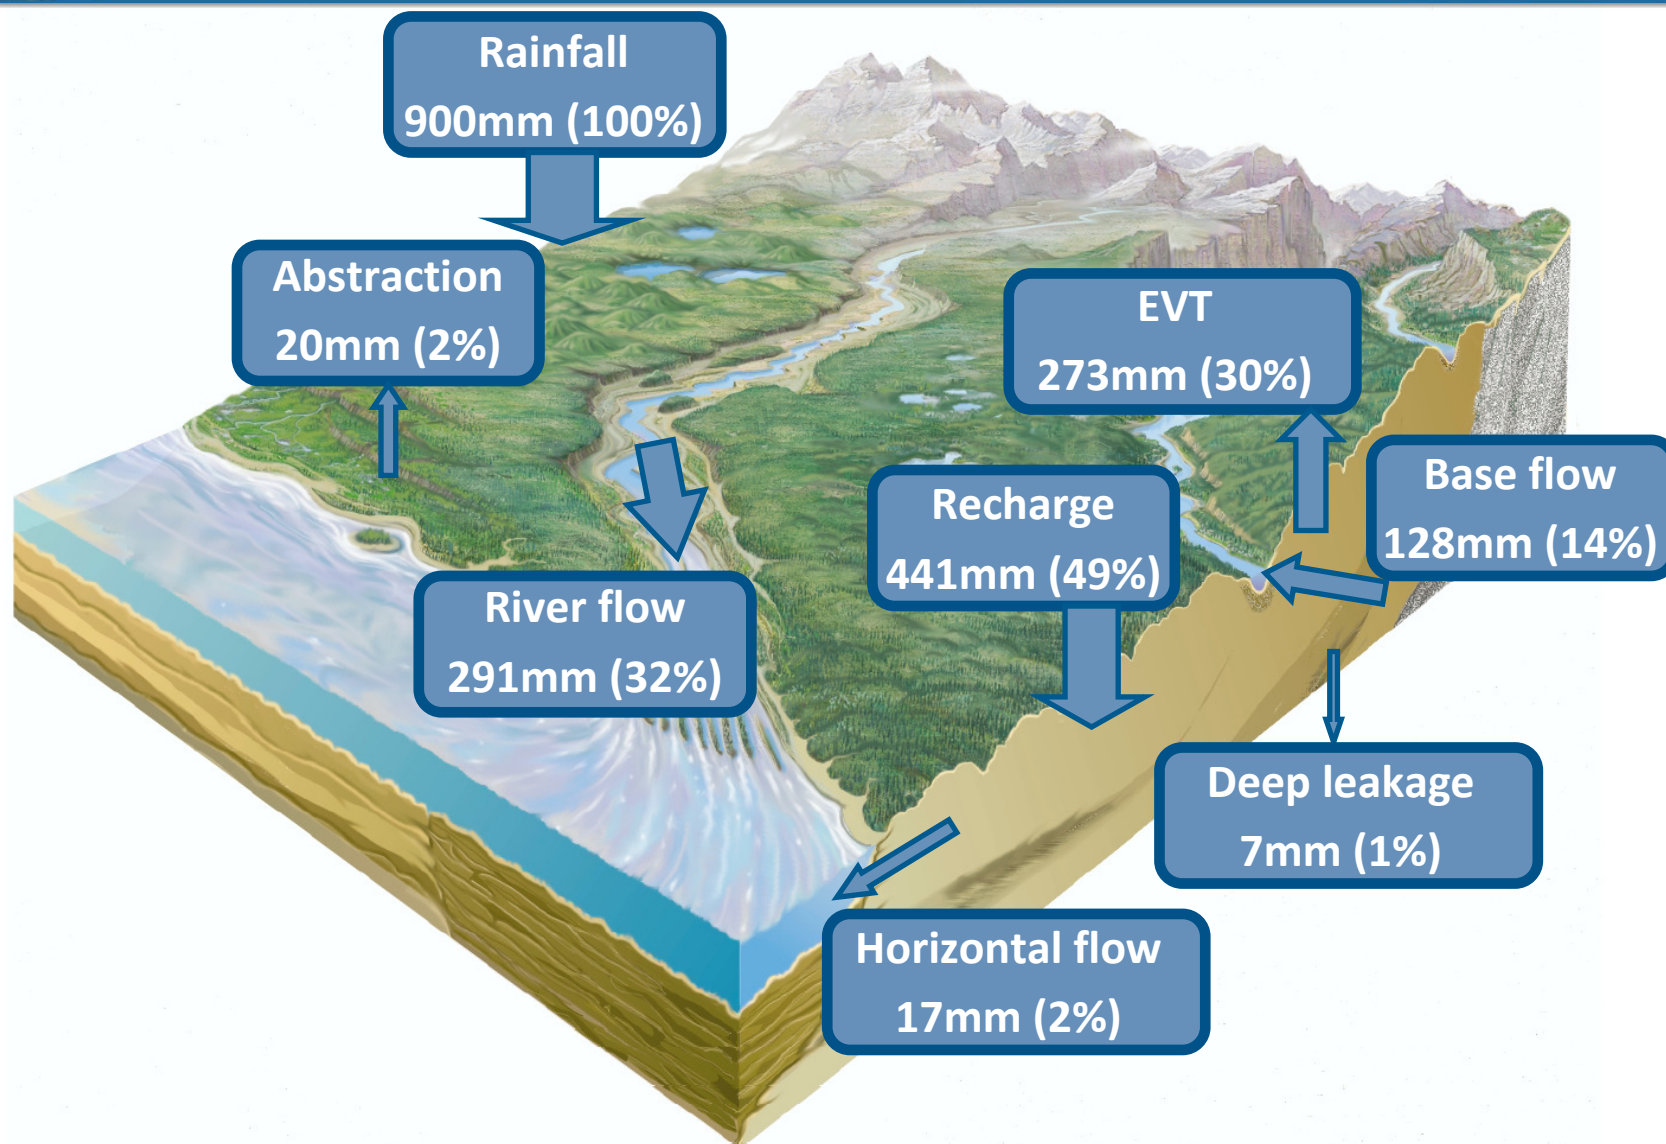 Rainfall
900mm (100%)
Abstraction
20mm (2%)
EVT
273mm (30%)
Base flow
128mm (14%)
Recharge
441mm (49%)
River flow
291mm (32%)
Deep leakage
7mm (1%)
Horizontal flow
17mm (2%)